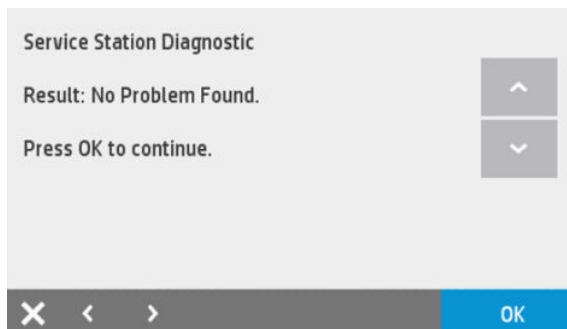 Service Station Diagnostic
Result: No Problem Found.
Press OK to continue.
OK